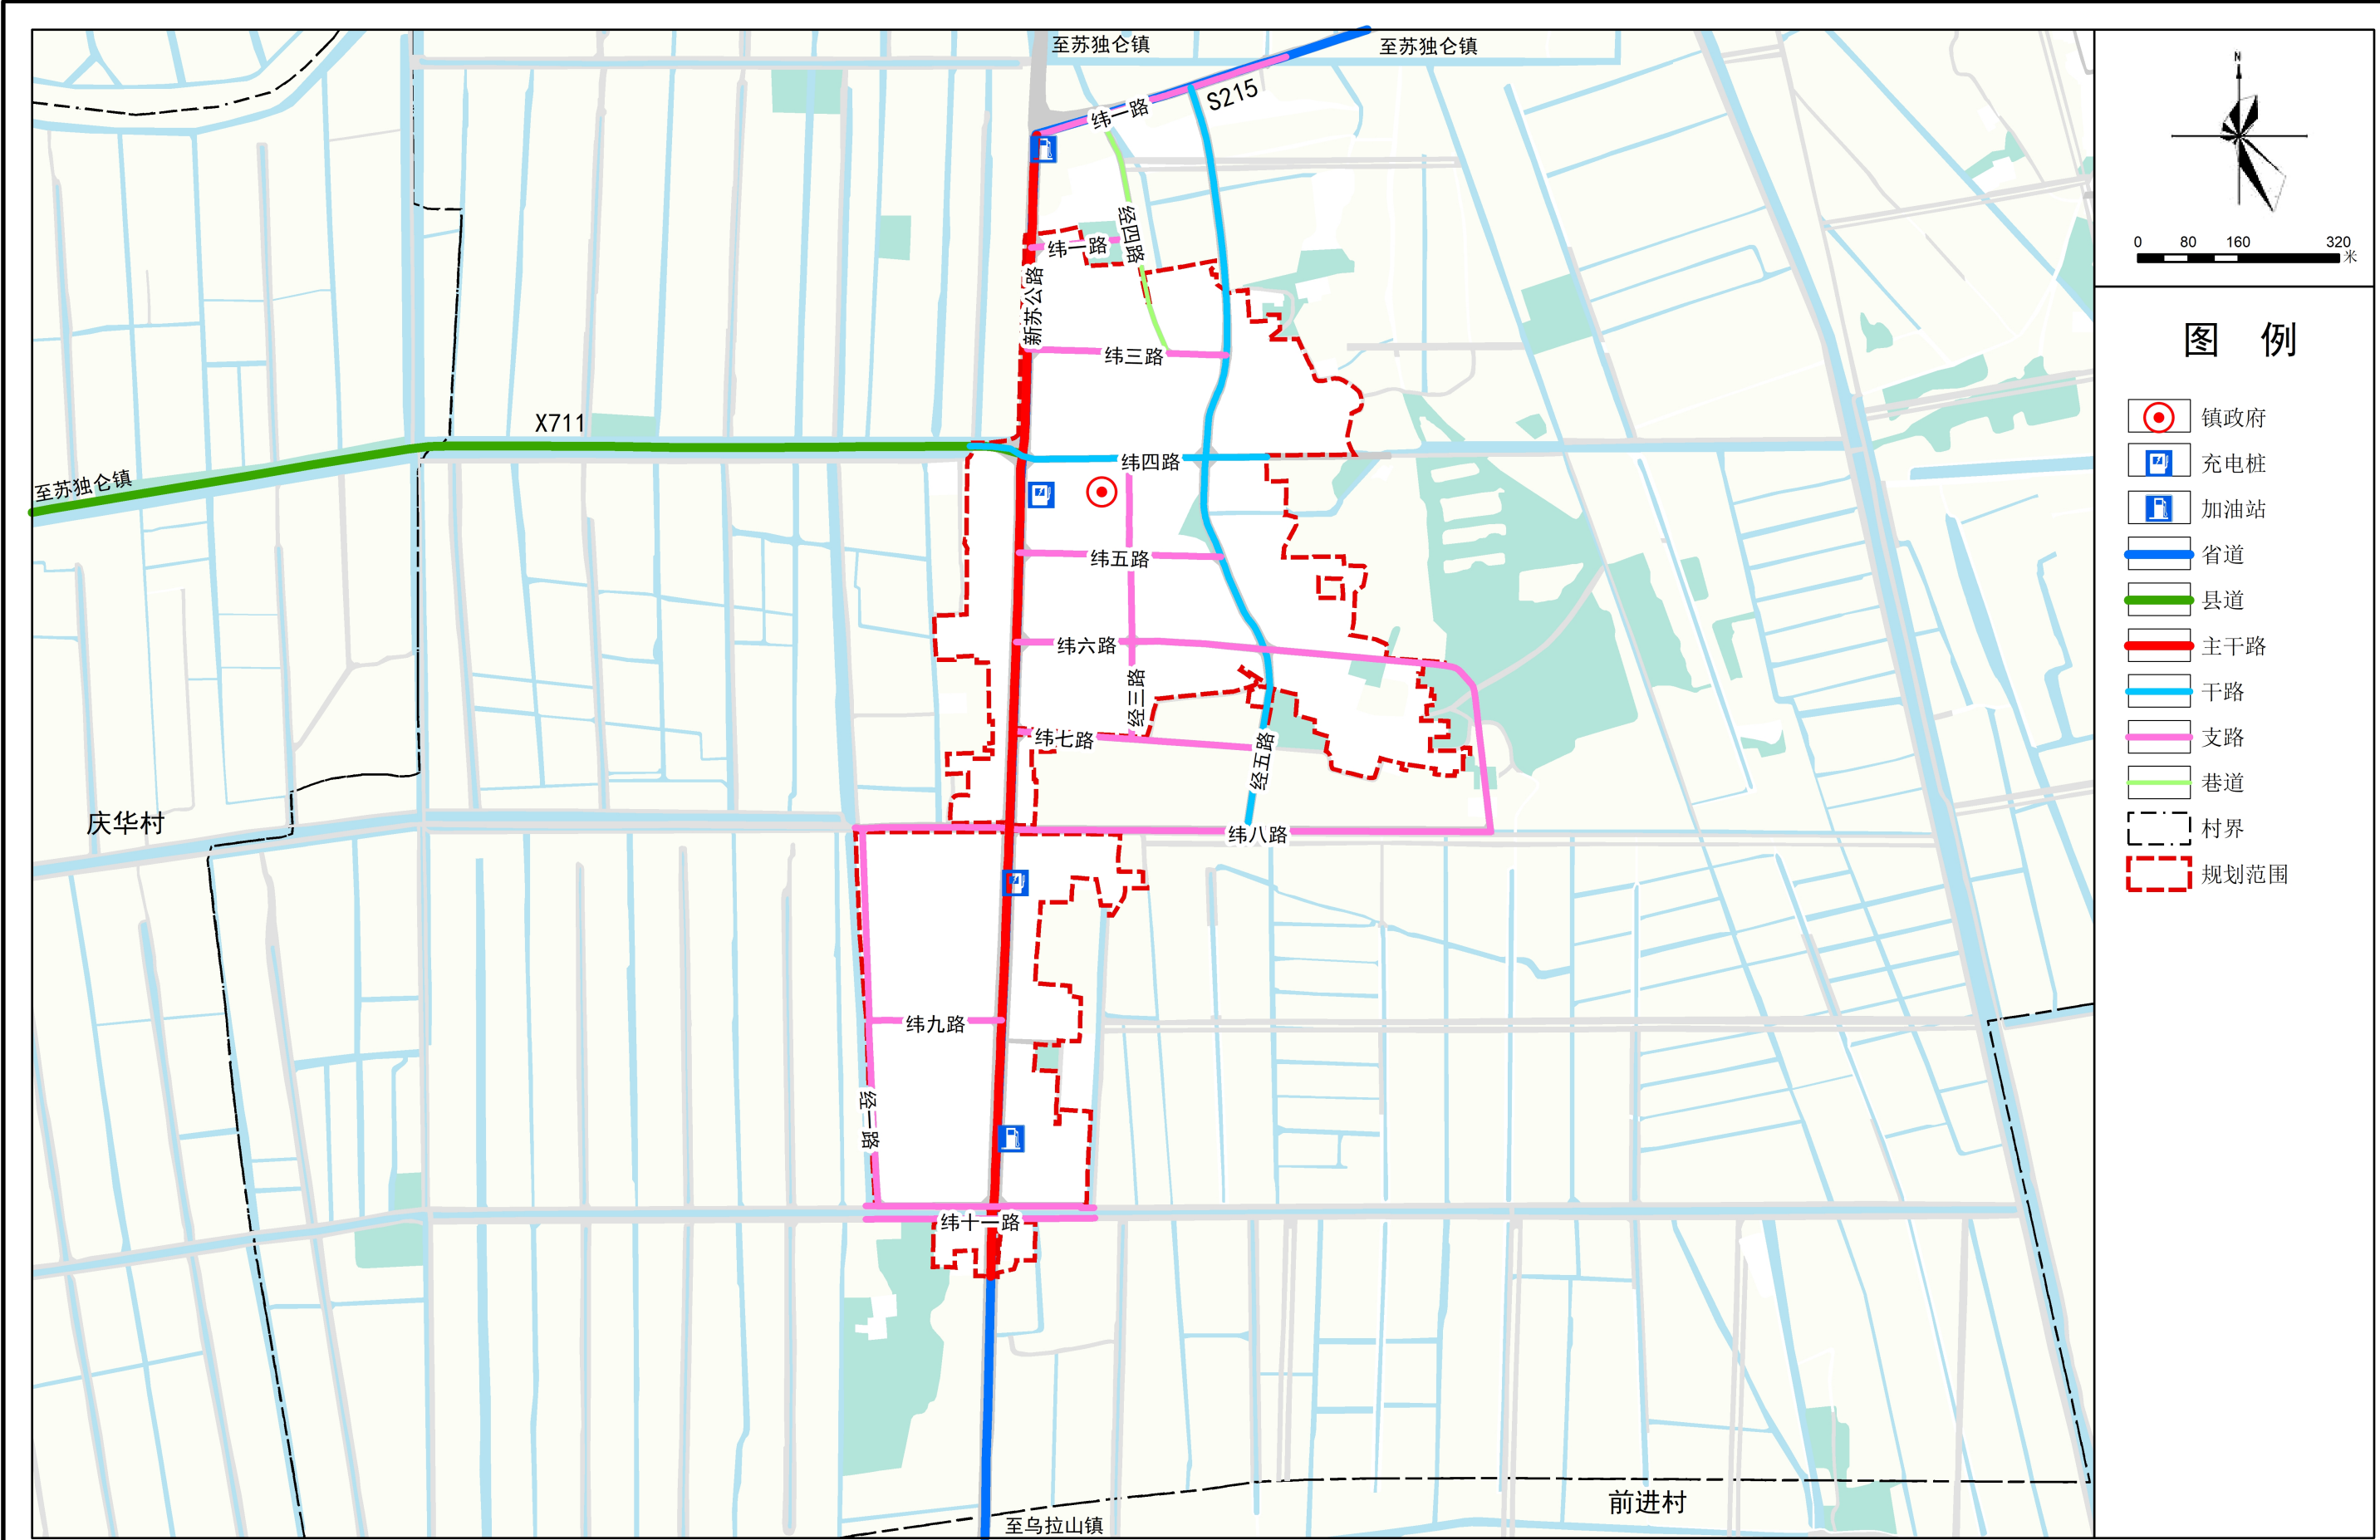 至苏独仑镇
至苏独仑镇
S215
纬一路
经四路
纬一路
新苏公路
纬三路
X711
至苏独仑镇
纬四路
纬五路
纬六路
经三路
纬七路
经五路
庆华村
纬八路
纬九路
经一路
纬十一路
前进村
至乌拉山镇
N
0 80 160 320
米
图 例
镇政府
充电桩
加油站
省道
县道
主干路
干路
支路
巷道
村界
规划范围